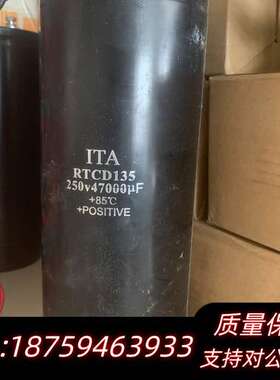 ITA
RTCD135
250v47000µF
+85℃
+POSITIVE
质量保
:18759463933
支持对公